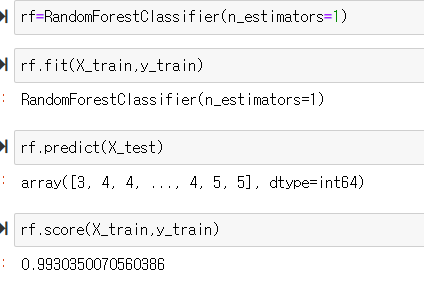 rf=RandomForestClassifier(n_estimators=1)
rf.fit(X_train,y_train)
RandomForestClassifier(n_estimators=1)
rf.predict(X_test)
array([3, 4, 4, ..., 4, 5, 5], dtype=int64)
rf.score(X_train,y_train)
0.9930350070560386